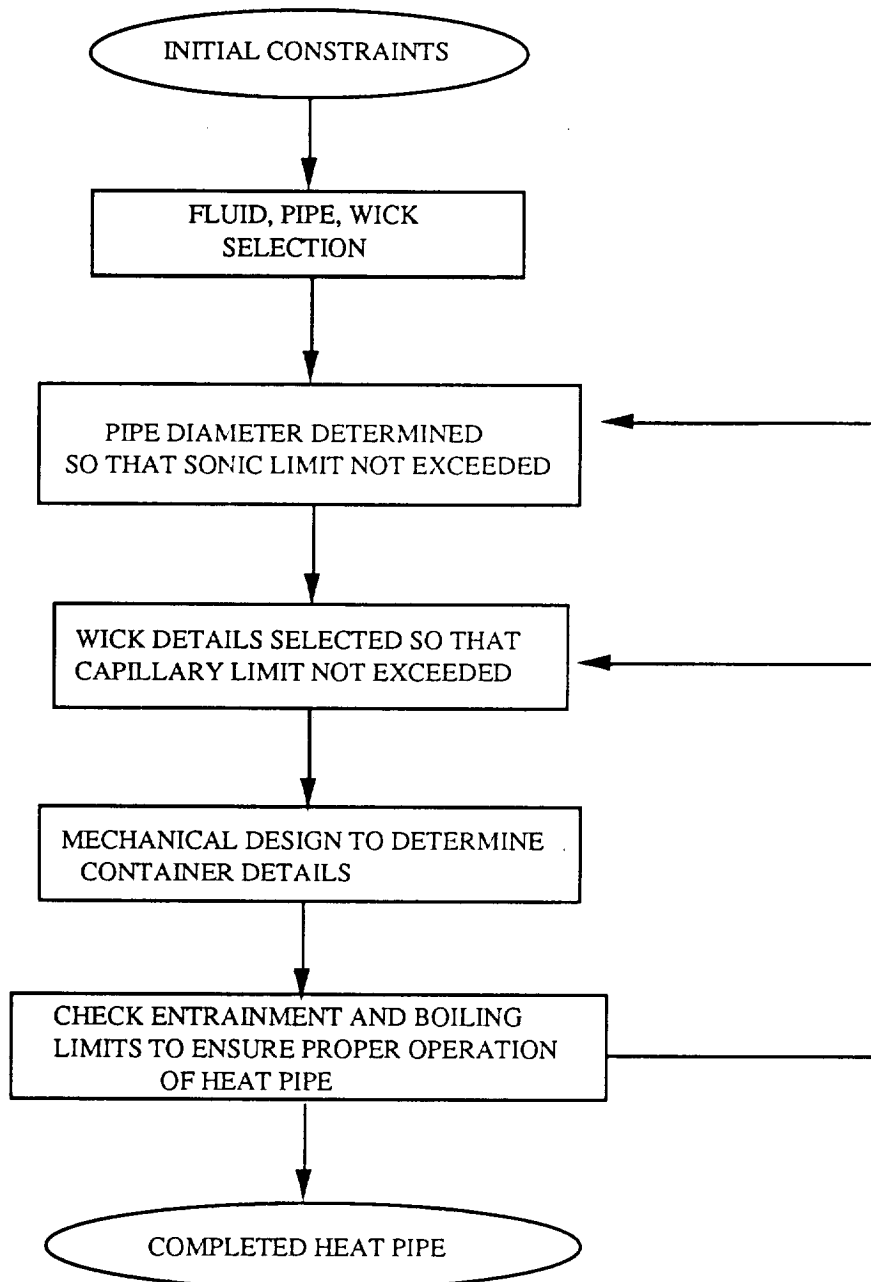 INITIAL CONSTRAINTS
FLUID, PIPE, WICK
SELECTION
PIPE DIAMETER DETERMINED
SO THAT SONIC LIMIT NOT EXCEEDED
WICK DETAILS SELECTED SO THAT
CAPILLARY LIMIT NOT EXCEEDED
MECHANICAL DESIGN TO DETERMINE
CONTAINER DETAILS
CHECK ENTRAINMENT AND BOILING
LIMITS TO ENSURE PROPER OPERATION
OF HEAT PIPE
COMPLETED HEAT PIPE